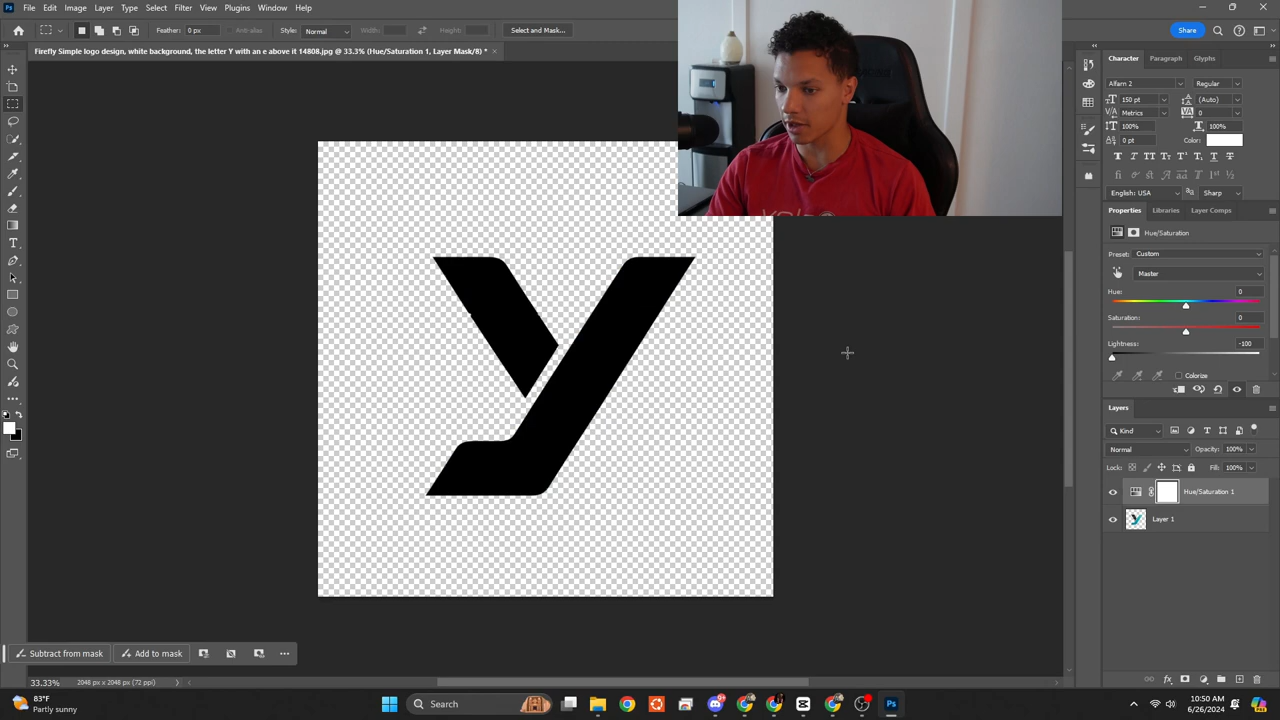 Ps File Edit Image Layer Type Select Filter View Plugins Window Help
Feather: 0 px Anti-alias Style: Normal Width: Height: Select and Mask... Share
Firefly Simple logo design, white background, the letter Y with an e above it 14808.jpg @ 33.3% (Hue/Saturation 1, Layer Mask/8) *
Character Paragraph Glyphs
Alfarn 2 Regular
150 pt (Auto)
Metrics 0
100% 100%
0 pt Color:
English: USA Sharp
Properties Libraries Layer Comps
Hue/Saturation
Preset: Custom
Master
Hue: 0
Saturation: 0
Lightness: -100
Colorize
Layers
Kind
Normal Opacity: 100%
Lock: Fill: 100%
Hue/Saturation 1
Layer 1
y
Subtract from mask Add to mask
33.33% 2048 px x 2048 px (72 ppi)
83°F
Partly sunny
Search
10:50 AM
6/26/2024